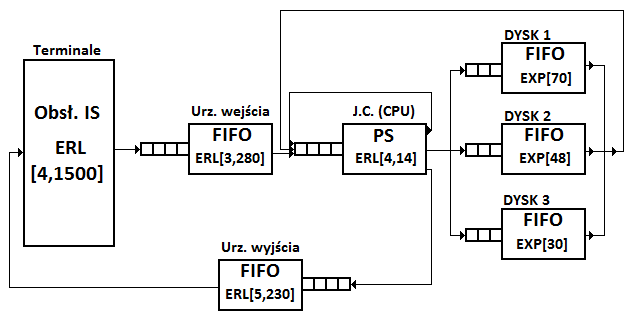 Terminale
Obsł. IS
ERL
[4,1500]
Urz. wejścia
FIFO
ERL[3,280]
J.C. (CPU)
PS
ERL[4,14]
DYSK 1
FIFO
EXP[70]
DYSK 2
FIFO
EXP[48]
DYSK 3
FIFO
EXP[30]
Urz. wyjścia
FIFO
ERL[5,230]